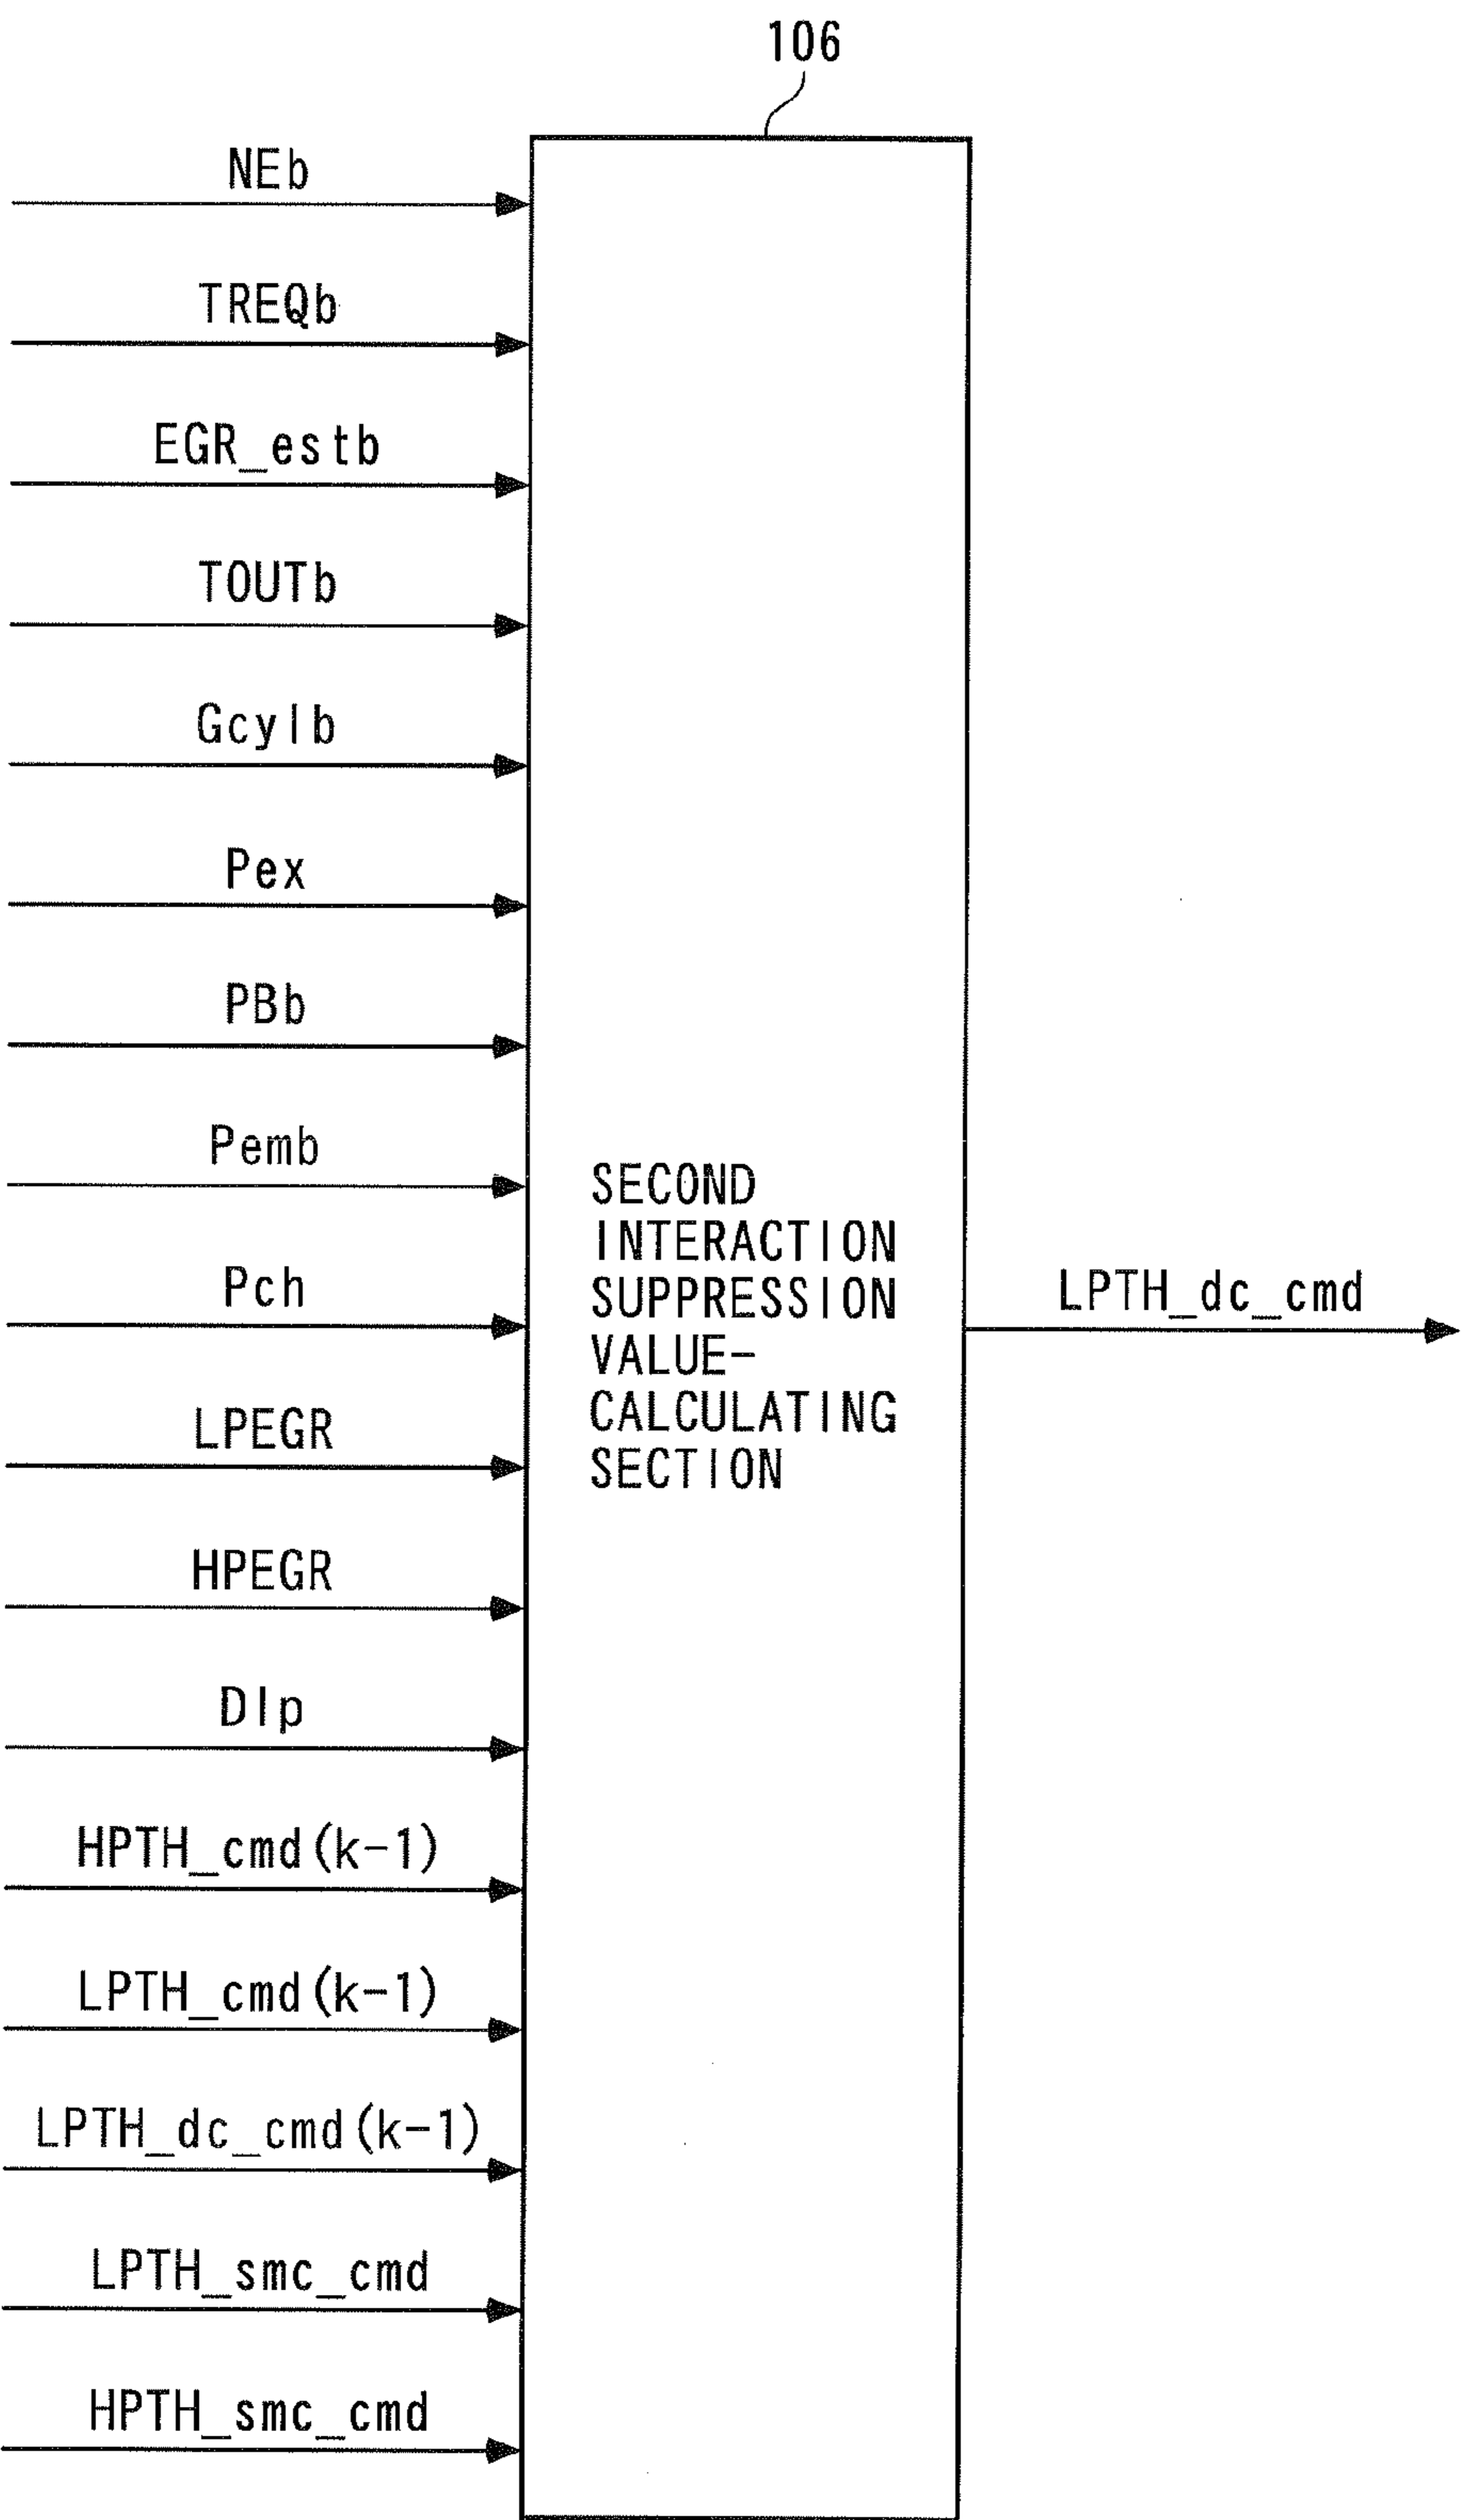 106
NEb
TREQb
EGR_estb
TOUTb
Gcylb
Pex
PBb
Pemb
Pch
LPEGR
HPEGR
Dlp
HPTH_cmd(k-1)
LPTH_cmd(k-1)
LPTH_dc_cmd(k-1)
LPTH_smc_cmd
HPTH_smc_cmd
SECOND
INTERACTION
SUPPRESSION
VALUE-
CALCULATING
SECTION
LPTH_dc_cmd